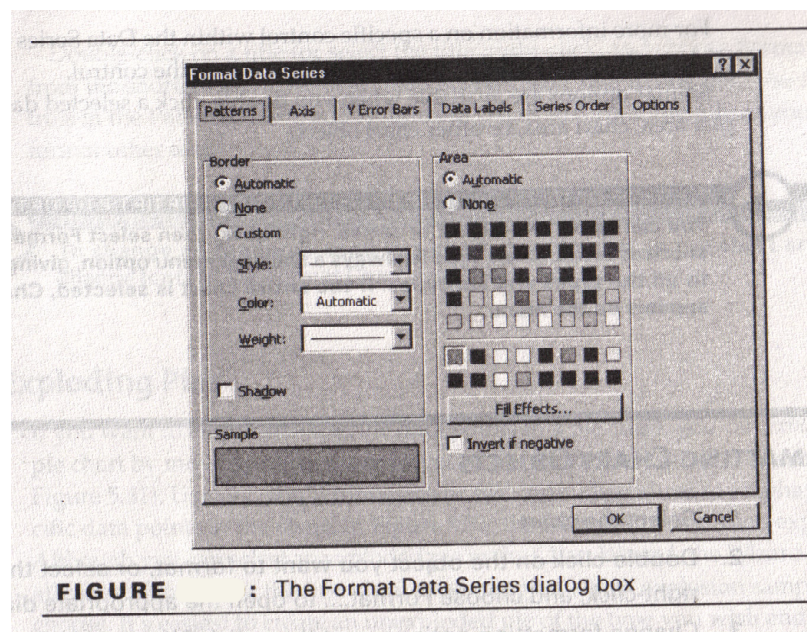 Format Data Series
Patterns Axis Y Error Bars Data Labels Series Order Options
Border
Automatic
None
Custom
Style:
Color: Automatic
Weight:
Shadow
Sample
Area
Automatic
None
Fill Effects...
Invert if negative
OK Cancel
FIGURE : The Format Data Series dialog box